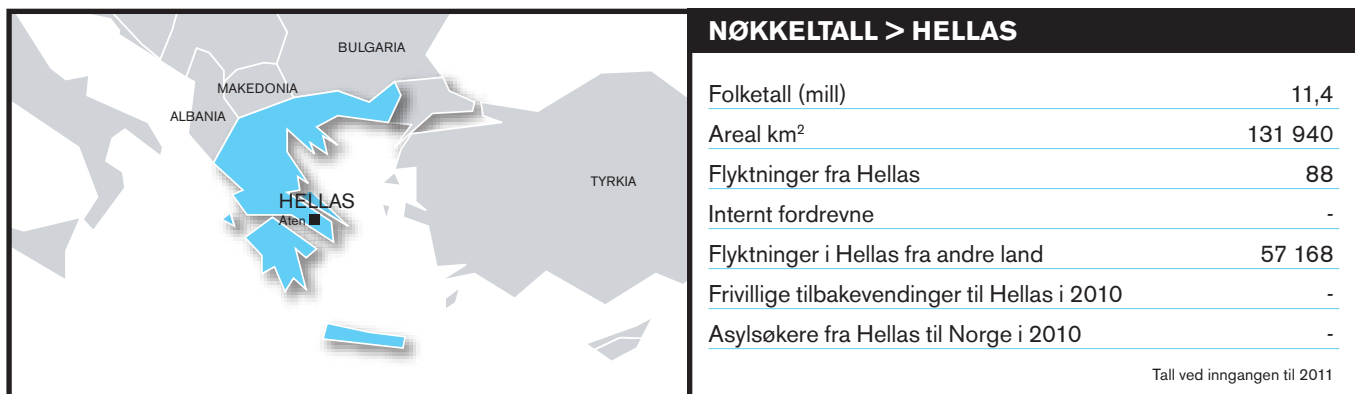 BULGARIA
MAKEDONIA
ALBANIA
TYRKIA
HELLAS
Aten
NØKKELTALL > HELLAS
Folketall (mill) 11,4
Areal km² 131 940
Flyktninger fra Hellas 88
Internt fordrevne -
Flyktninger i Hellas fra andre land 57 168
Frivillige tilbakevendinger til Hellas i 2010 -
Asylsøkere fra Hellas til Norge i 2010 -
Tall ved inngangen til 2011